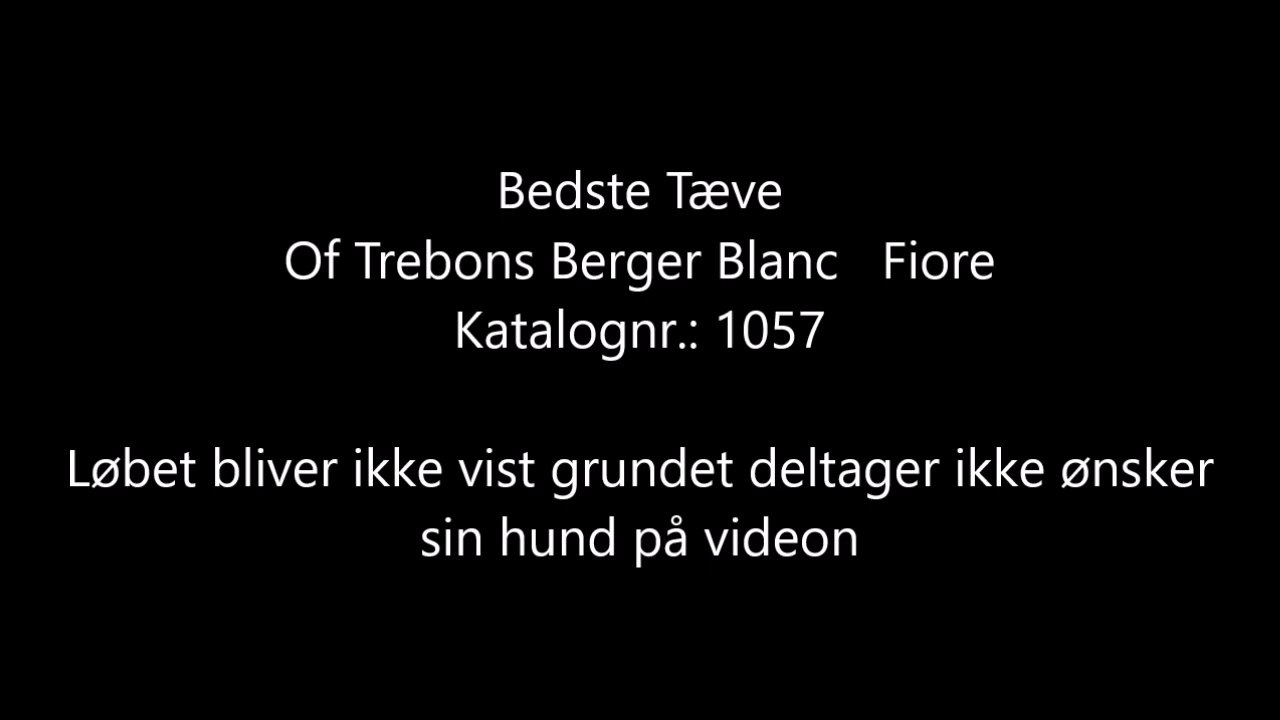 Bedste Tæve
Of Trebons Berger Blanc   Fiore
Katalognr.: 1057
Løbet bliver ikke vist grundet deltager ikke ønsker
sin hund på videon